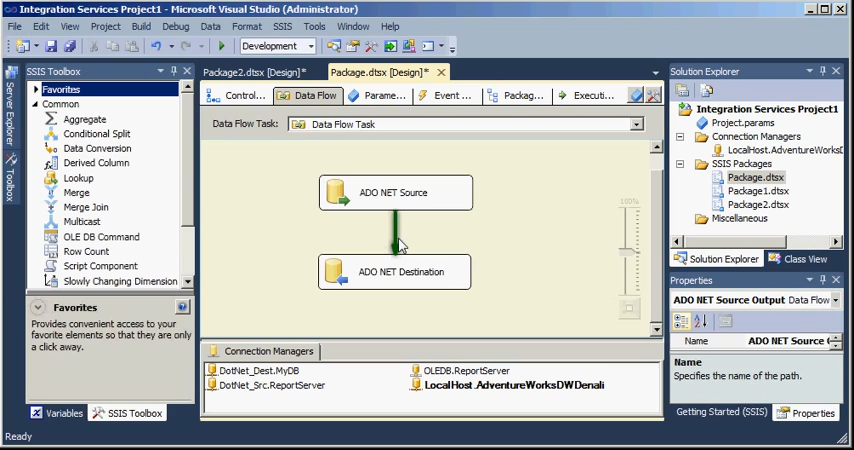 Integration Services Project1 - Microsoft Visual Studio (Administrator)
File Edit View Project Build Debug Data Format SSIS Tools Window Help
Development
Server Explorer
Toolbox
SSIS Toolbox
Favorites
Common
Aggregate
Conditional Split
Data Conversion
Derived Column
Lookup
Merge
Merge Join
Multicast
OLE DB Command
Row Count
Script Component
Slowly Changing Dimension
Favorites
Provides convenient access to your
favorite elements so that they are only
a click away.
Variables SSIS Toolbox
Package2.dtsx [Design]* Package.dtsx [Design]*
Control... Data Flow Parame... Event ... Packag... Executi...
Data Flow Task: Data Flow Task
ADO NET Source
ADO NET Destination
100%
Connection Managers
DotNet_Dest.MyDB OLEDB.ReportServer
DotNet_Src.ReportServer LocalHost.AdventureWorksDWDenali
Solution Explorer
Integration Services Project1
Project.params
Connection Managers
LocalHost.AdventureWorksD
SSIS Packages
Package.dtsx
Package1.dtsx
Package2.dtsx
Miscellaneous
Solution Explorer Class View
Properties
ADO NET Source Output Data Flow
Name ADO NET Source
Name
Specifies the name of the path.
Getting Started (SSIS) Properties
Ready